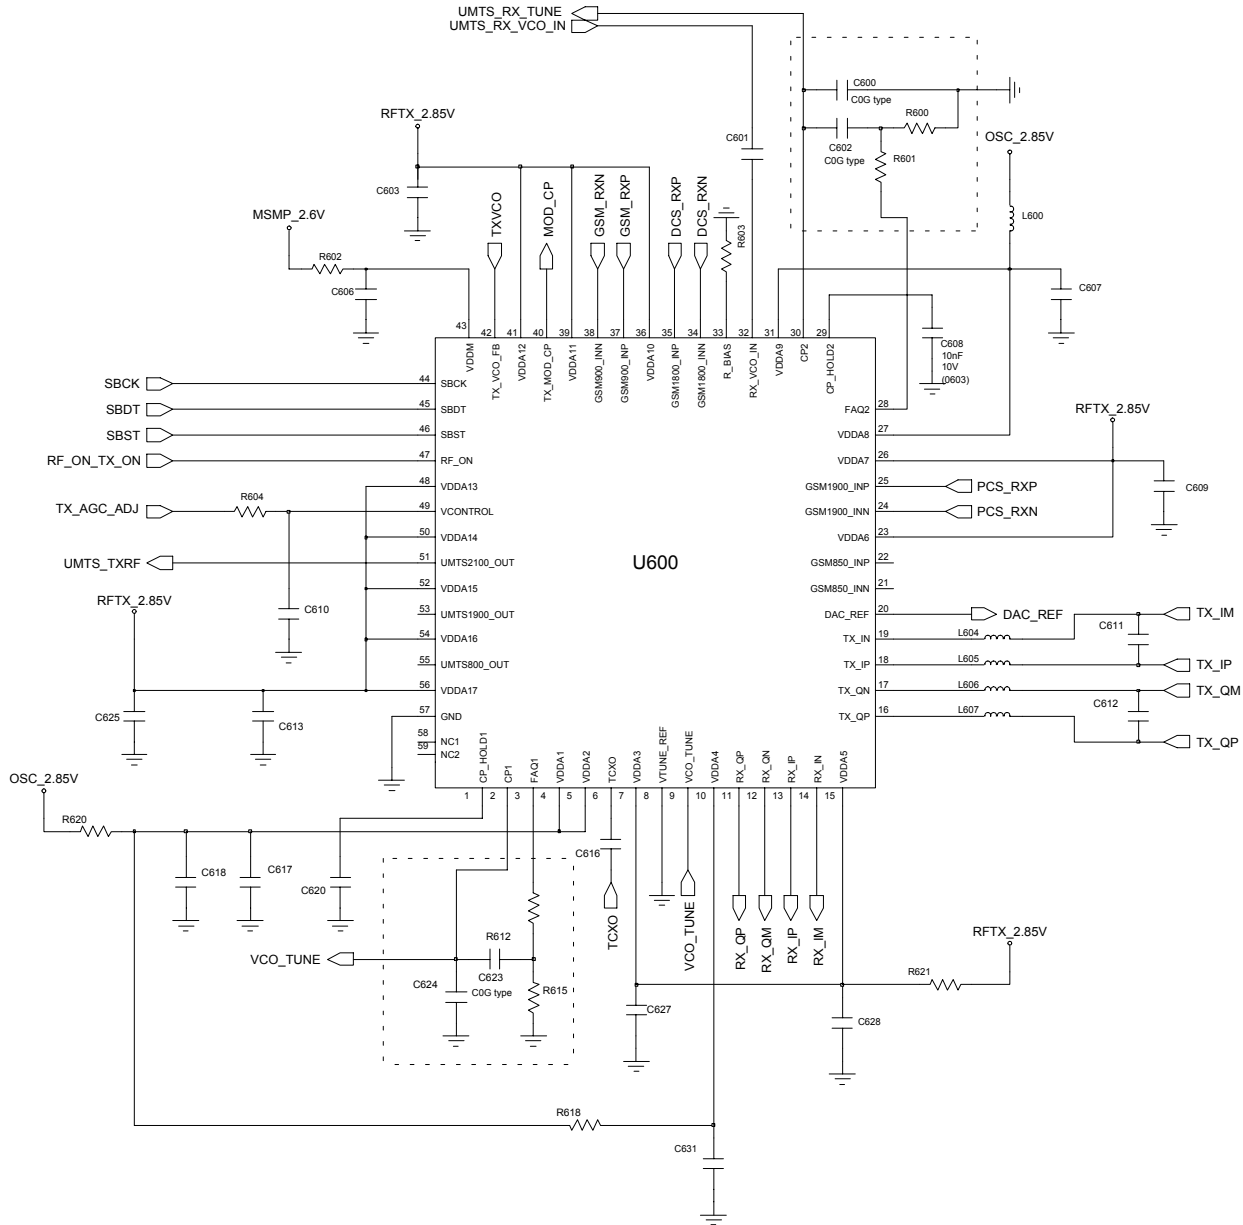 UMTS_RX_TUNE
UMTS_RX_VCO_IN
C600
C0G type
R600
RFTX_2.85V
C601
C602
C0G type
R601
OSC_2.85V
C603
TXVCO
MOD_CP
GSM_RXN
GSM_RXP
DCS_RXP
DCS_RXN
R603
L600
MSMP_2.6V
R602
C606
C607
43
42
41
40
39
38
37
36
35
34
33
32
31
30
29
VDDM
TX_VCO_FB
VDDA12
TX_MOD_CP
VDDA11
GSM900_INN
GSM900_INP
VDDA10
GSM1800_INP
GSM1800_INN
R_BIAS
RX_VCO_IN
VDDA9
CP2
CP_HOLD2
C608
10nF
10V
(0603)
SBCK
44
SBCK
SBDT
45
SBDT
FAQ2
28
RFTX_2.85V
SBST
46
SBST
VDDA8
27
RF_ON_TX_ON
47
RF_ON
VDDA7
26
R604
48
VDDA13
GSM1900_INP
25
PCS_RXP
C609
TX_AGC_ADJ
49
VCONTROL
GSM1900_INN
24
PCS_RXN
50
VDDA14
VDDA6
23
UMTS_TXRF
51
UMTS2100_OUT
U600
GSM850_INP
22
RFTX_2.85V
52
VDDA15
GSM850_INN
21
C610
53
UMTS1900_OUT
DAC_REF
20
DAC_REF
TX_IM
54
VDDA16
TX_IN
19
L604
C611
55
UMTS800_OUT
TX_IP
18
L605
TX_IP
56
VDDA17
TX_QN
17
L606
TX_QM
C625
C613
57
GND
TX_QP
16
L607
C612
58
NC1
59
NC2
TX_QP
CP_HOLD1
CP1
FAQ1
VDDA1
VDDA2
TCXO
VDDA3
VTUNE_REF
VCO_TUNE
VDDA4
RX_QP
RX_QN
RX_IP
RX_IN
VDDA5
1
2
3
4
5
6
7
8
9
10
11
12
13
14
15
OSC_2.85V
R620
C618
C617
C620
C616
TCXO
VCO_TUNE
RX_QP
RX_QM
RX_IP
RX_IM
RFTX_2.85V
R612
VCO_TUNE
C623
C0G type
C624
R615
R621
C627
C628
R618
C631